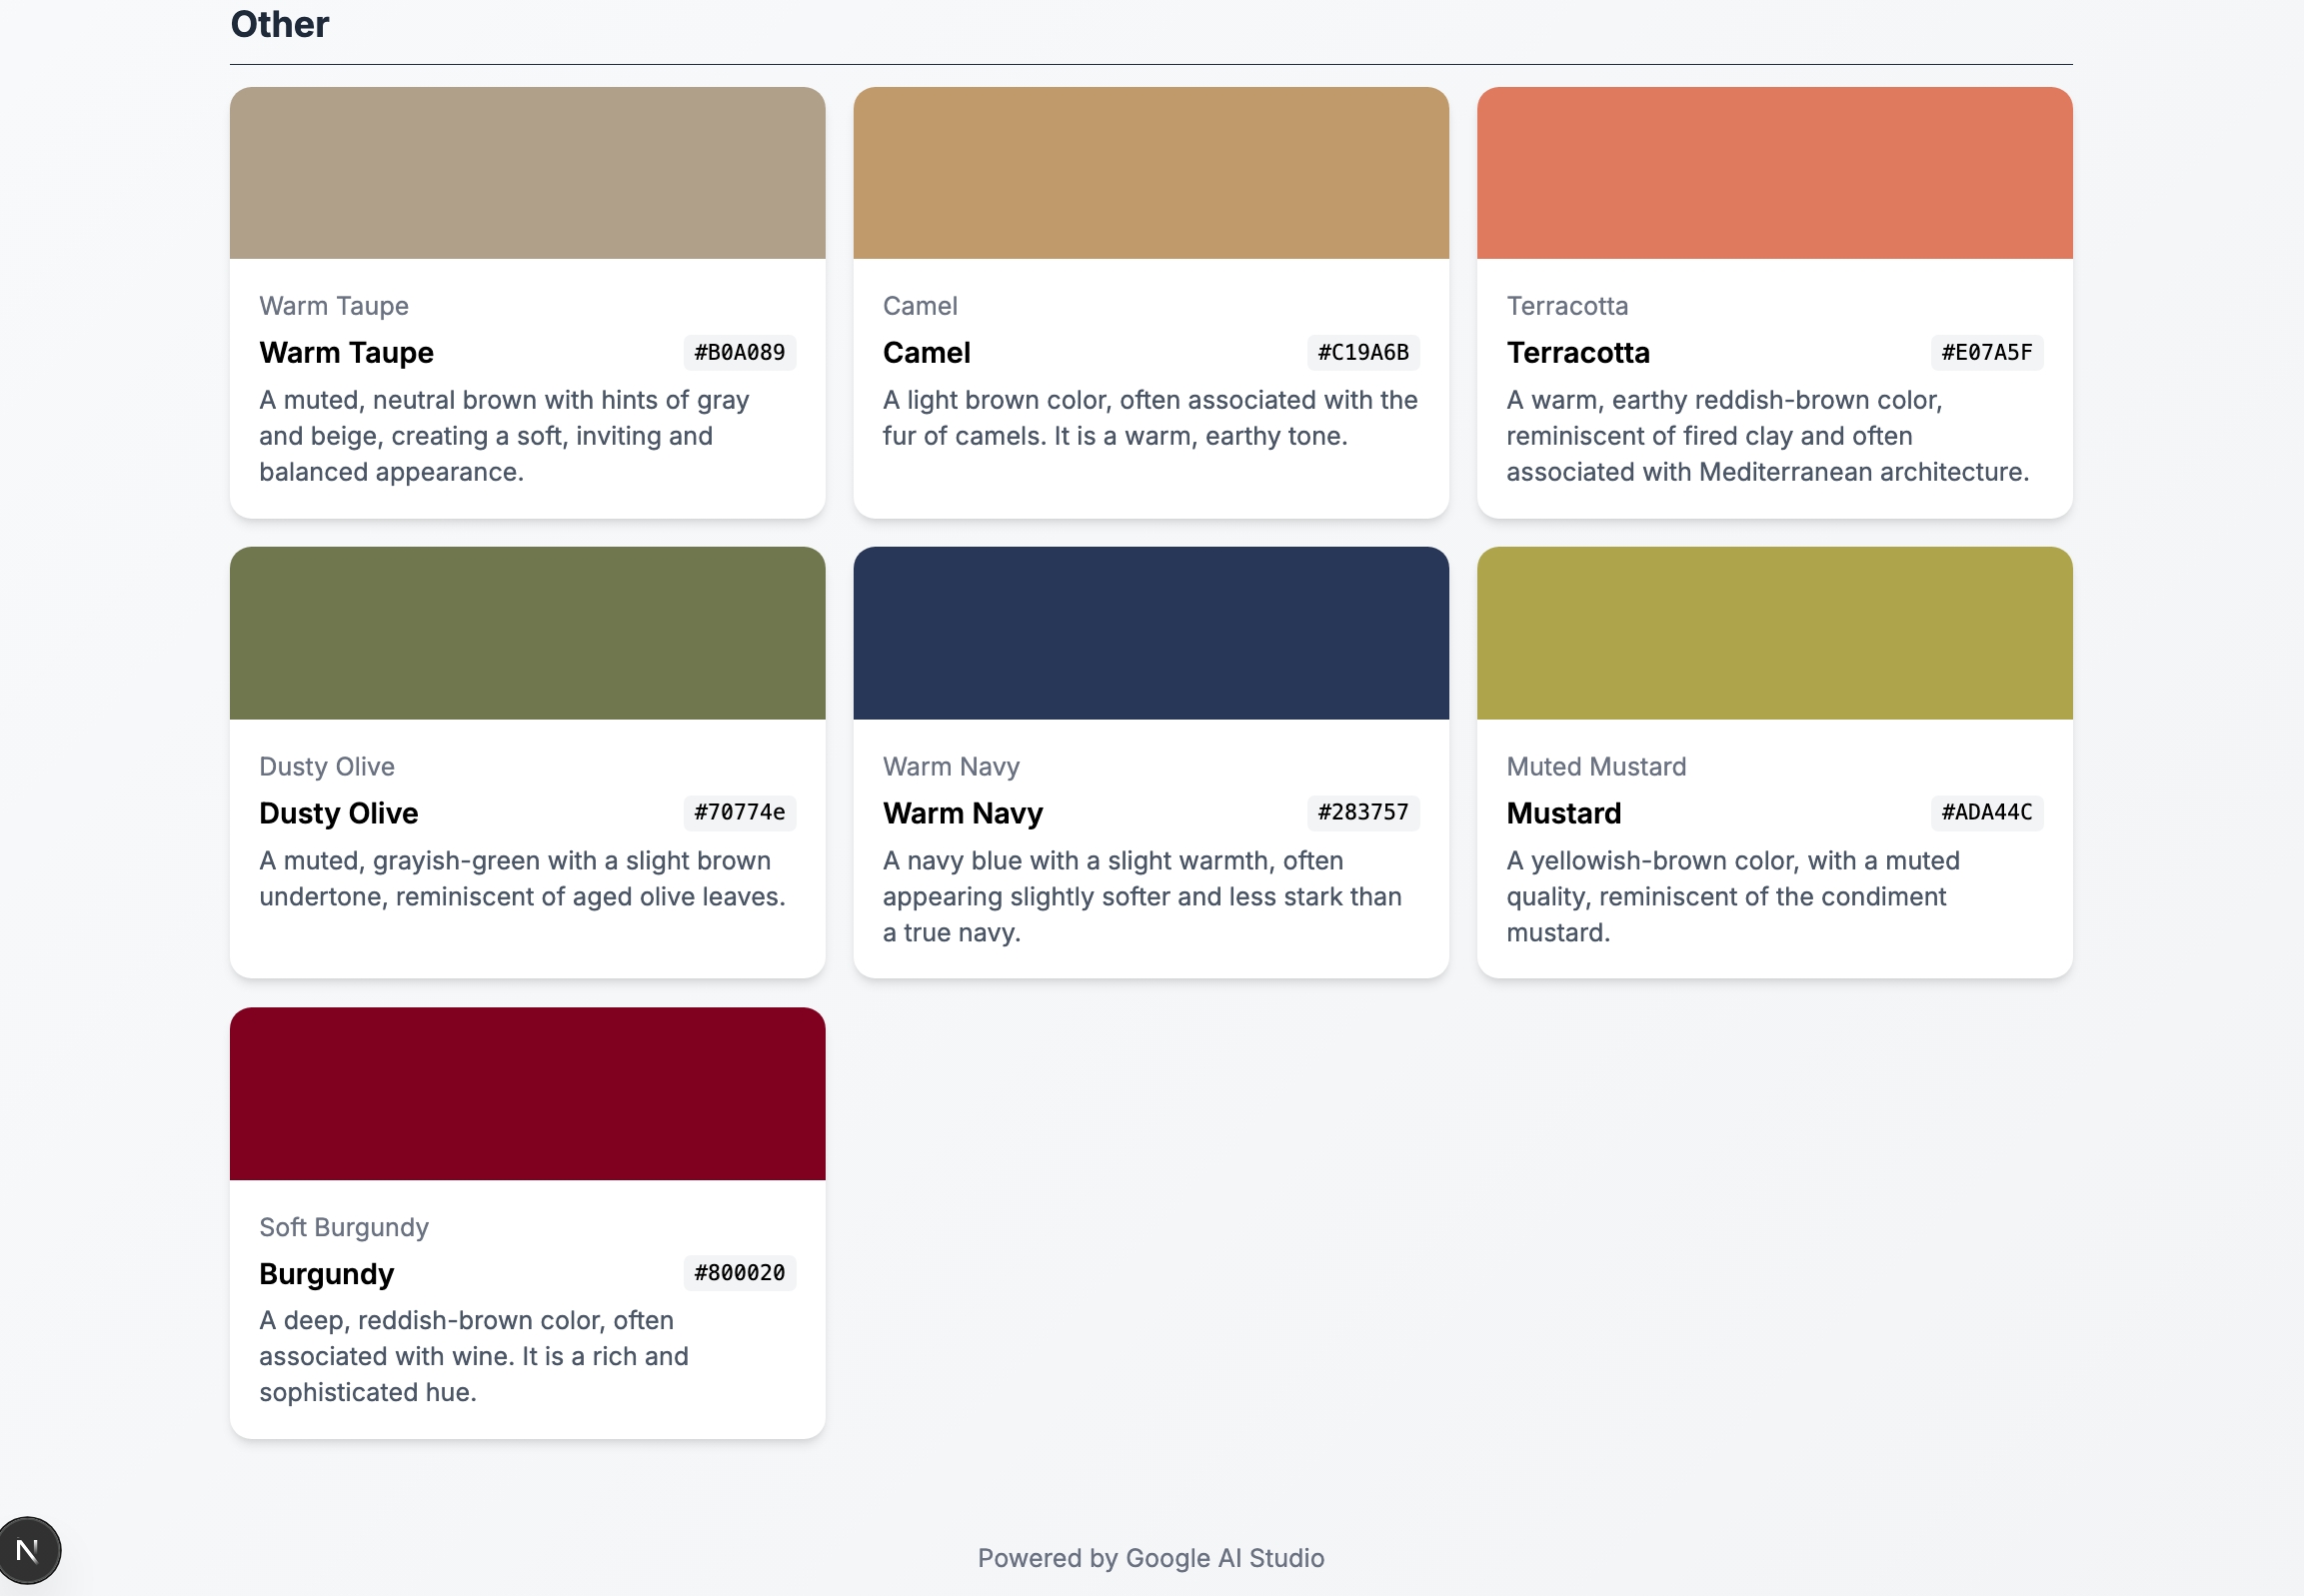 Other
Warm Taupe
Warm Taupe
#B0A089
A muted, neutral brown with hints of gray
and beige, creating a soft, inviting and
balanced appearance.
Camel
Camel
#C19A6B
A light brown color, often associated with the
fur of camels. It is a warm, earthy tone.
Terracotta
Terracotta
#E07A5F
A warm, earthy reddish-brown color,
reminiscent of fired clay and often
associated with Mediterranean architecture.
Dusty Olive
Dusty Olive
#70774e
A muted, grayish-green with a slight brown
undertone, reminiscent of aged olive leaves.
Warm Navy
Warm Navy
#283757
A navy blue with a slight warmth, often
appearing slightly softer and less stark than
a true navy.
Muted Mustard
Mustard
#ADA44C
A yellowish-brown color, with a muted
quality, reminiscent of the condiment
mustard.
Soft Burgundy
Burgundy
#800020
A deep, reddish-brown color, often
associated with wine. It is a rich and
sophisticated hue.
N
Powered by Google AI Studio